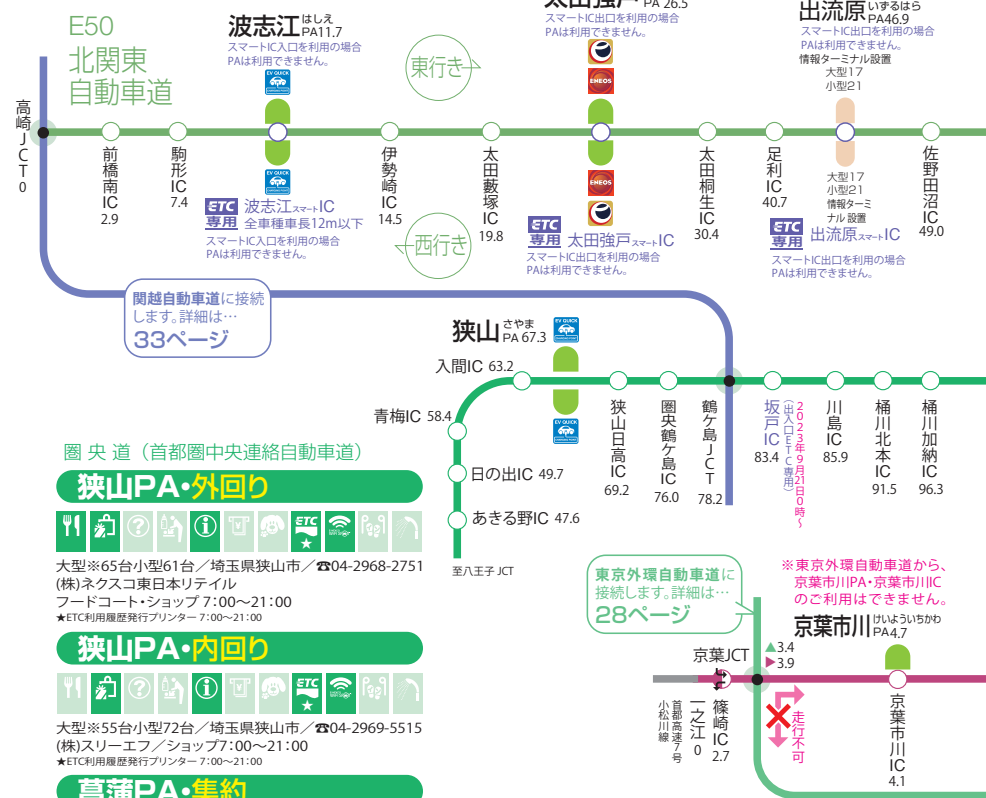 E50
北関東
自動車道
波志江 はしえ PA11.7
スマートIC入口を利用の場合
PAは利用できません。
EV QUICK
東行き
太田強戸 PA 26.5
スマートIC出口を利用の場合
PAは利用できません。
ENEOS
出流原 いずるはら PA46.9
スマートIC出口を利用の場合
PAは利用できません。
情報ターミナル設置
大型17
小型21
高崎JCT 0
前橋南IC 2.9
駒形IC 7.4
EV QUICK
ETC専用 波志江スマートIC
全車種車長12m以下
スマートIC入口を利用の場合
PAは利用できません。
伊勢崎IC 14.5
西行き
太田藪塚IC 19.8
ENEOS
ETC専用 太田強戸スマートIC
スマートIC出口を利用の場合
PAは利用できません。
太田桐生IC 30.4
足利IC 40.7
大型17
小型21
情報ターミ
ナル 設置
ETC専用 出流原スマートIC
スマートIC出口を利用の場合
PAは利用できません。
佐野田沼IC 49.0
関越自動車道に接続
します。詳細は…
33ページ
狭山 さやま PA 67.3
EV QUICK
入間IC 63.2
青梅IC 58.4
日の出IC 49.7
あきる野IC 47.6
至八王子 JCT
EV QUICK
狭山日高IC 69.2
圏央鶴ケ島IC 76.0
鶴ケ島JCT 78.2
坂戸IC 83.4
(出入口ETC専用)
2023年9月21日0時〜
川島IC 85.9
桶川北本IC 91.5
桶川加納IC 96.3
圏央道(首都圏中央連絡自動車道)
狭山PA・外回り
ETC
大型※65台小型61台/埼玉県狭山市/☎04-2968-2751
(株)ネクスコ東日本リテイル
フードコート・ショップ 7:00〜21:00
★ETC利用履歴発行プリンター 7:00〜21:00
狭山PA・内回り
ETC
大型※55台小型72台/埼玉県狭山市/☎04-2969-5515
(株)スリーエフ/ショップ7:00〜21:00
★ETC利用履歴発行プリンター 7:00〜21:00
菖蒲PA・集約
東京外環自動車道に
接続します。詳細は…
28ページ
※東京外環自動車道から、
京葉市川PA・京葉市川IC
のご利用はできません。
京葉市川 けいよういちかわ PA4.7
京葉JCT
▲3.4
▶3.9
首都高速7号
小松川線
一之江 0
篠崎IC 2.7
走行不可
京葉市川IC 4.1